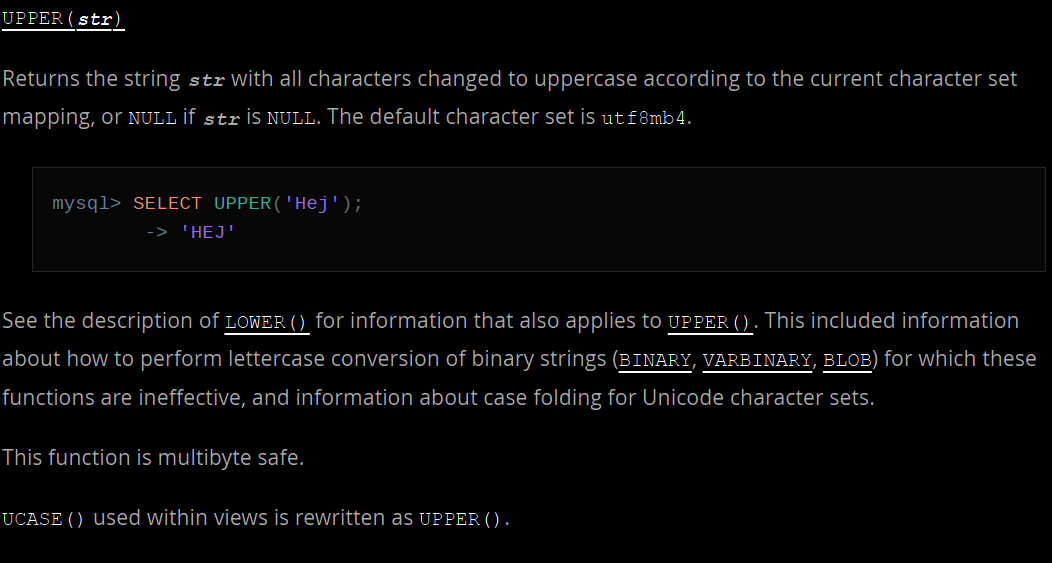 UPPER(str)
Returns the string str with all characters changed to uppercase according to the current character set
mapping, or NULL if str is NULL. The default character set is utf8mb4.
mysql> SELECT UPPER('Hej');
-> 'HEJ'
See the description of LOWER() for information that also applies to UPPER(). This included information
about how to perform lettercase conversion of binary strings (BINARY, VARBINARY, BLOB) for which these
functions are ineffective, and information about case folding for Unicode character sets.
This function is multibyte safe.
UCASE() used within views is rewritten as UPPER().